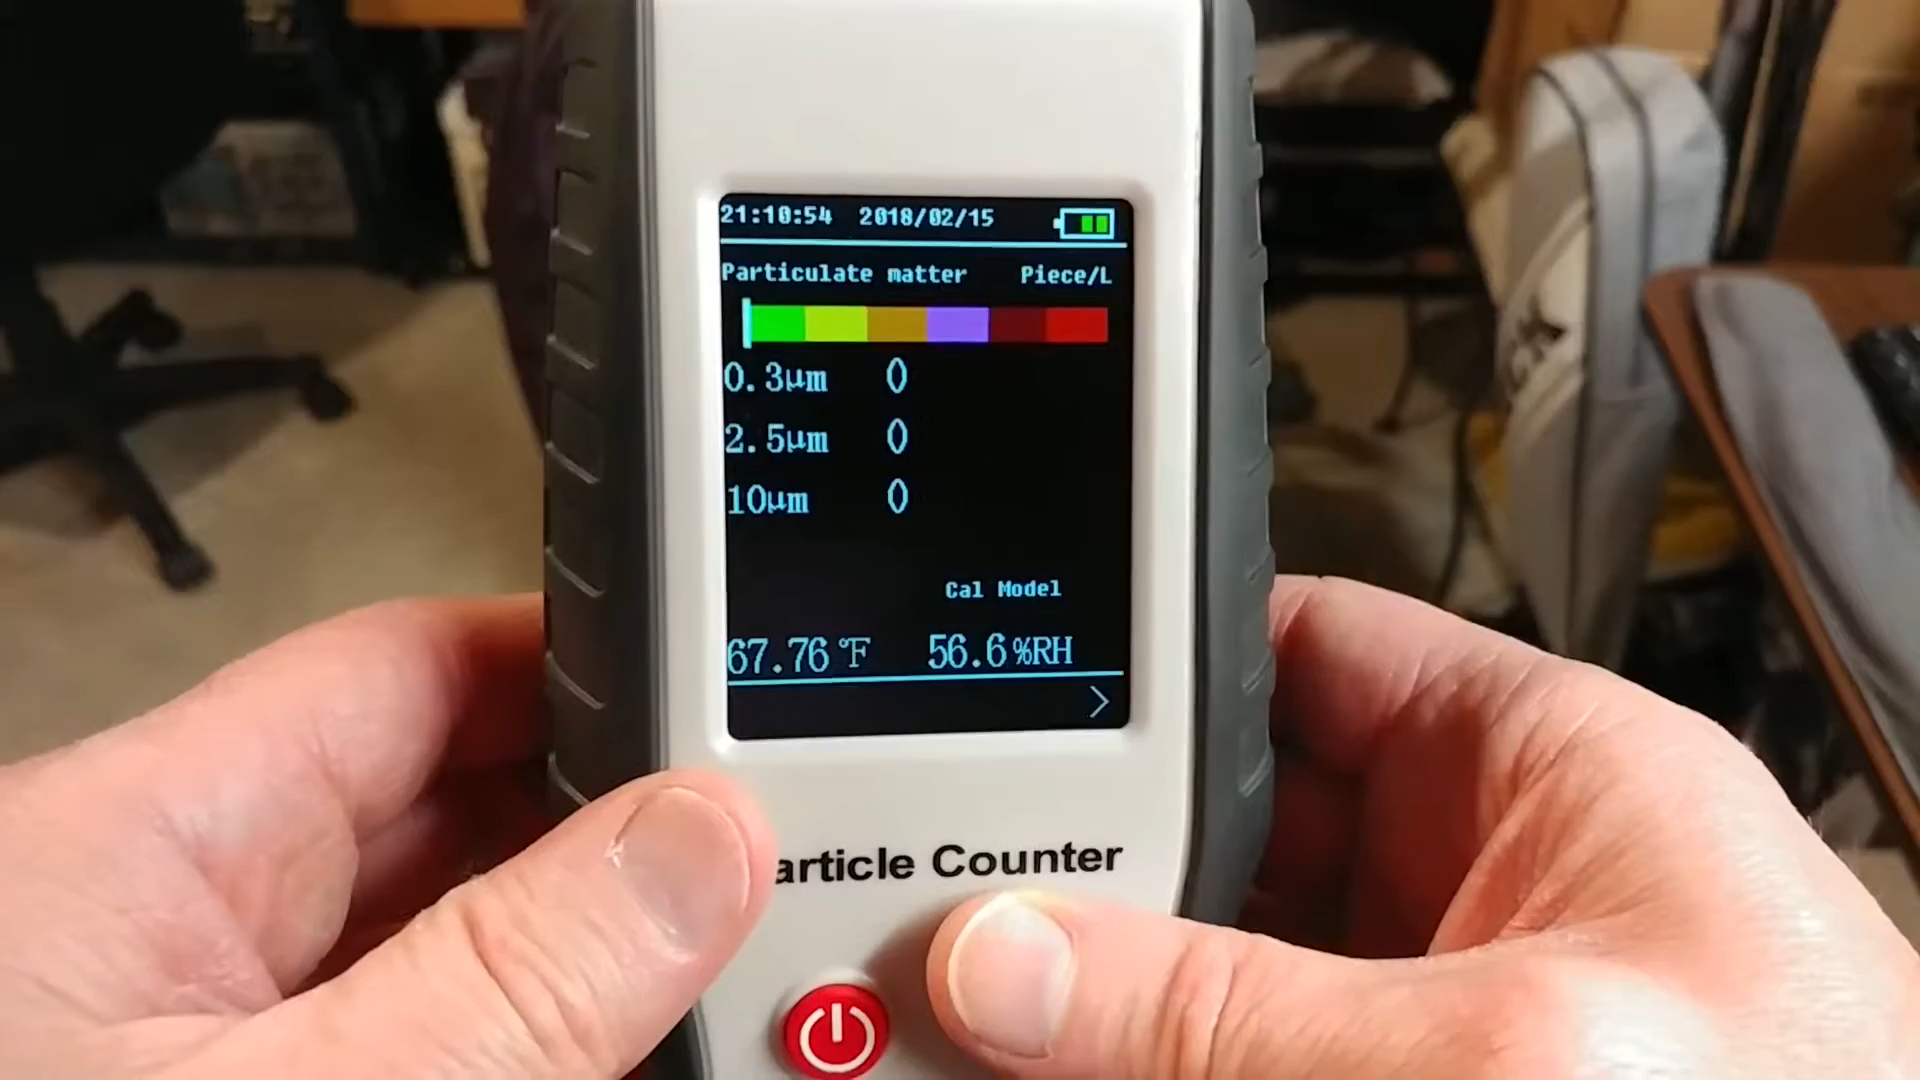 21:10:54 2018/02/15
Particulate matter Piece/L
0.3μm 0
2.5μm 0
10μm 0
Cal Model
67.76 ℉ 56.6%RH
>
article Counter